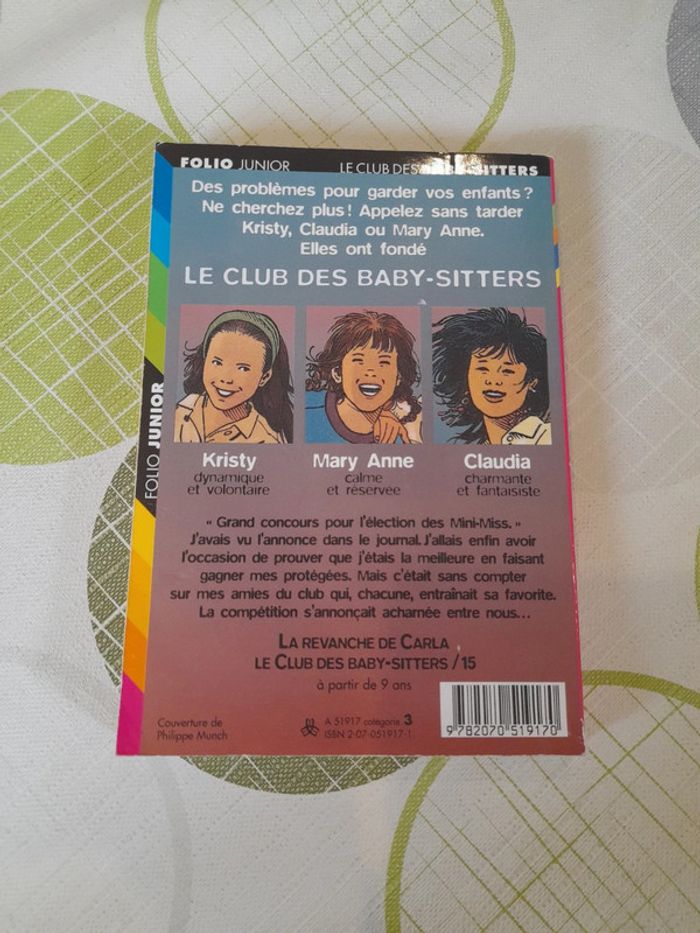 FOLIO JUNIOR LE CLUB DES BABY-SITTERS
Des problèmes pour garder vos enfants ?
Ne cherchez plus ! Appelez sans tarder
Kristy, Claudia ou Mary Anne.
Elles ont fondé
LE CLUB DES BABY-SITTERS
Kristy
dynamique
et volontaire
Mary Anne
calme
et réservée
Claudia
charmante
et fantaisiste
FOLIO JUNIOR
« Grand concours pour l'élection des Mini-Miss. »
J'avais vu l'annonce dans le journal. J'allais enfin avoir
l'occasion de prouver que j'étais la meilleure en faisant
gagner mes protégées. Mais c'était sans compter
sur mes amies du club qui, chacune, entraînait sa favorite.
La compétition s'annonçait acharnée entre nous...
LA REVANCHE DE CARLA
LE CLUB DES BABY-SITTERS / 15
à partir de 9 ans
Couverture de
Philippe Munch
A 51917 catégorie 3
ISBN 2-07-051917-1
9 782070 519170